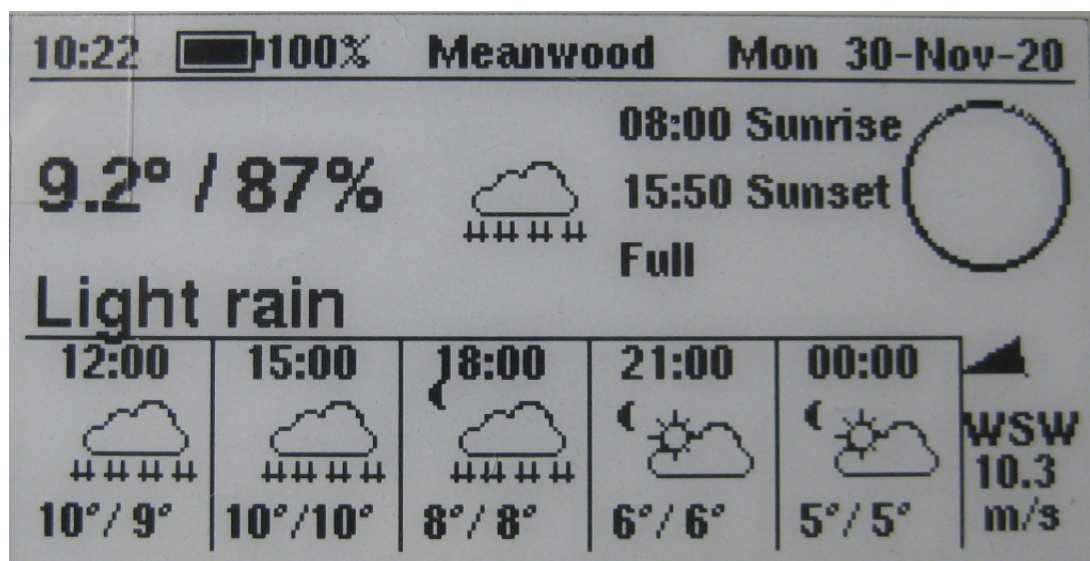 10:22 100% Meanwood Mon 30-Nov-20
08:00 Sunrise
9.2° / 87%
15:50 Sunset
Full
Light rain
12:00 15:00 18:00 21:00 00:00
WSW
10.3
10°/ 9° 10°/10° 8°/ 8° 6°/ 6° 5°/ 5° m/s